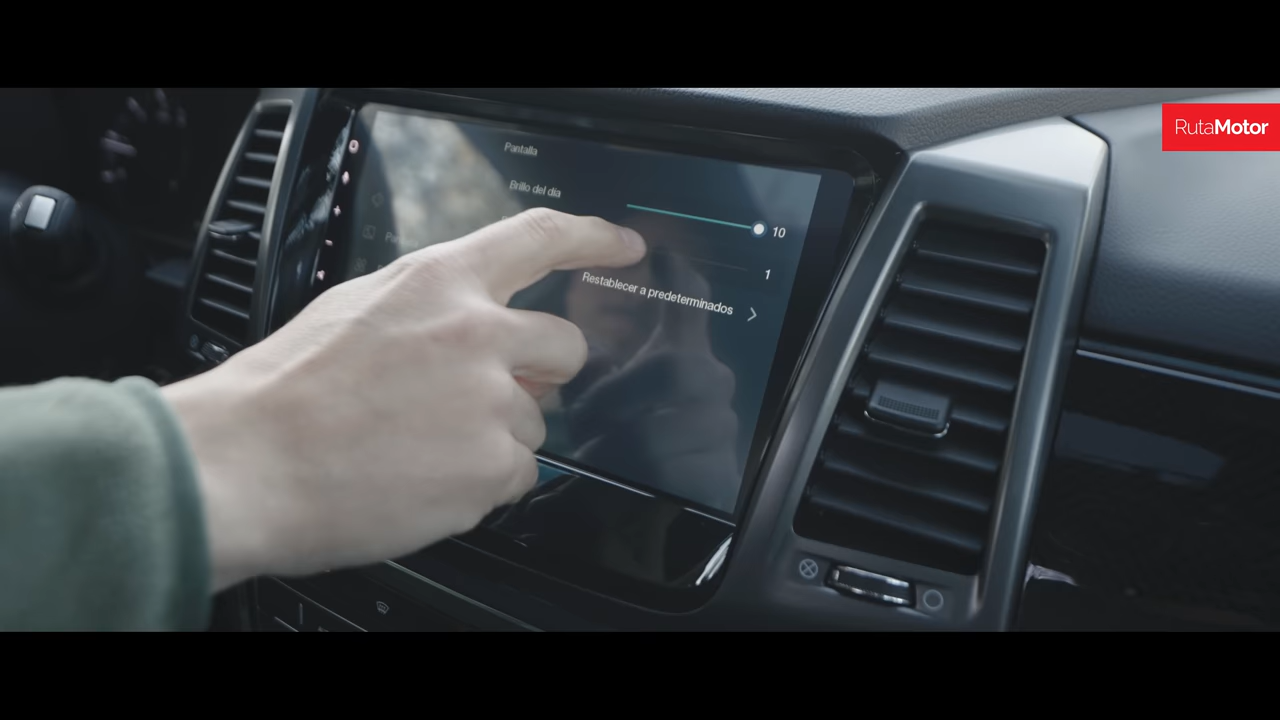 RutaMotor
Pantalla
Brillo del día
10
1
Restablecer a predeterminados